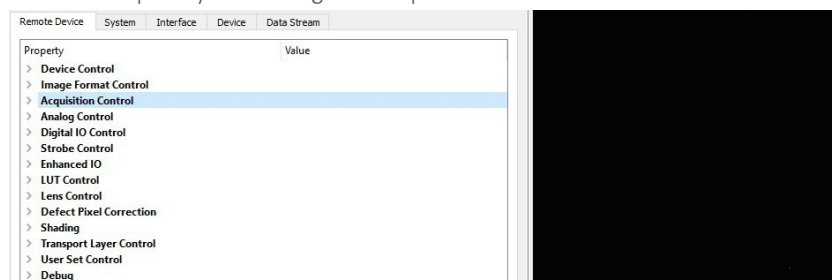 Remote Device System Interface Device Data Stream
Property Value
Device Control
Image Format Control
Acquisition Control
Analog Control
Digital IO Control
Strobe Control
Enhanced IO
LUT Control
Lens Control
Defect Pixel Correction
Shading
Transport Layer Control
User Set Control
Debug